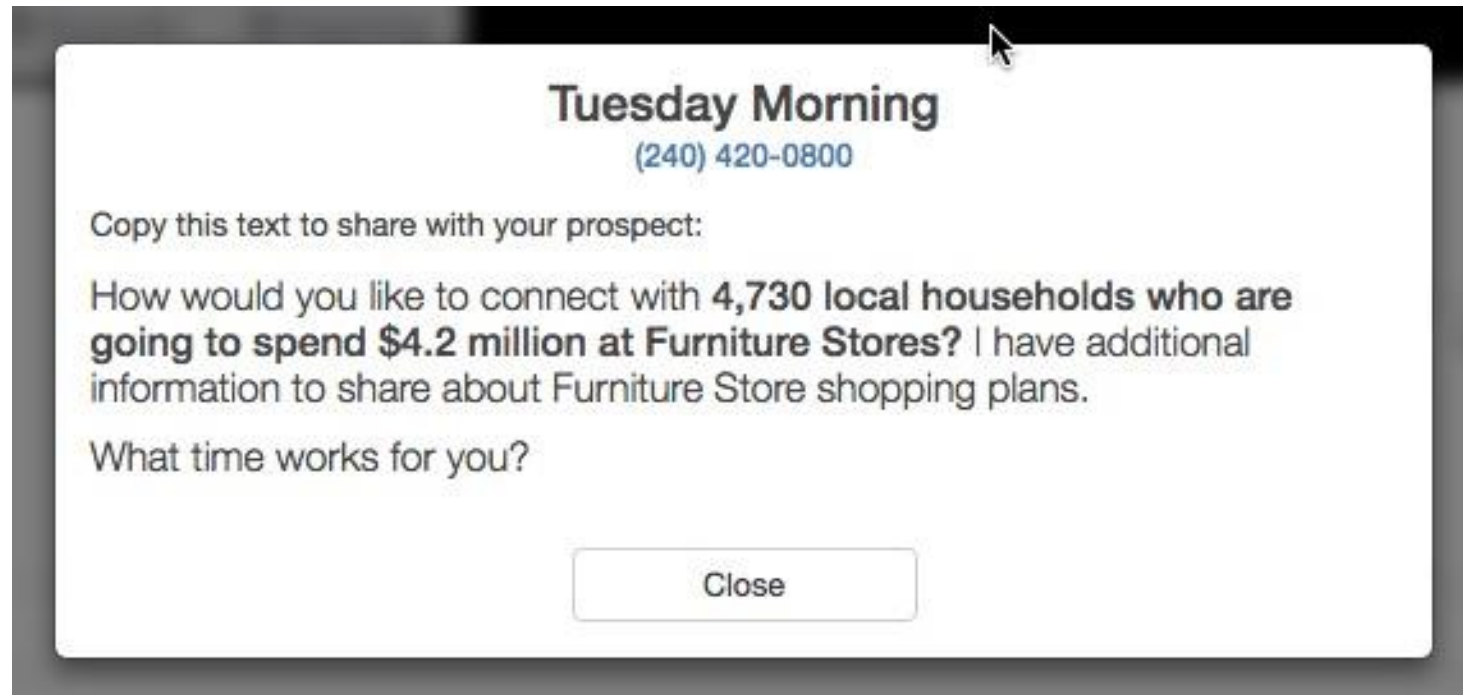 Tuesday Morning
(240) 420-0800
Copy this text to share with your prospect:
How would you like to connect with 4,730 local households who are
going to spend $4.2 million at Furniture Stores? I have additional
information to share about Furniture Store shopping plans.
What time works for you?
Close